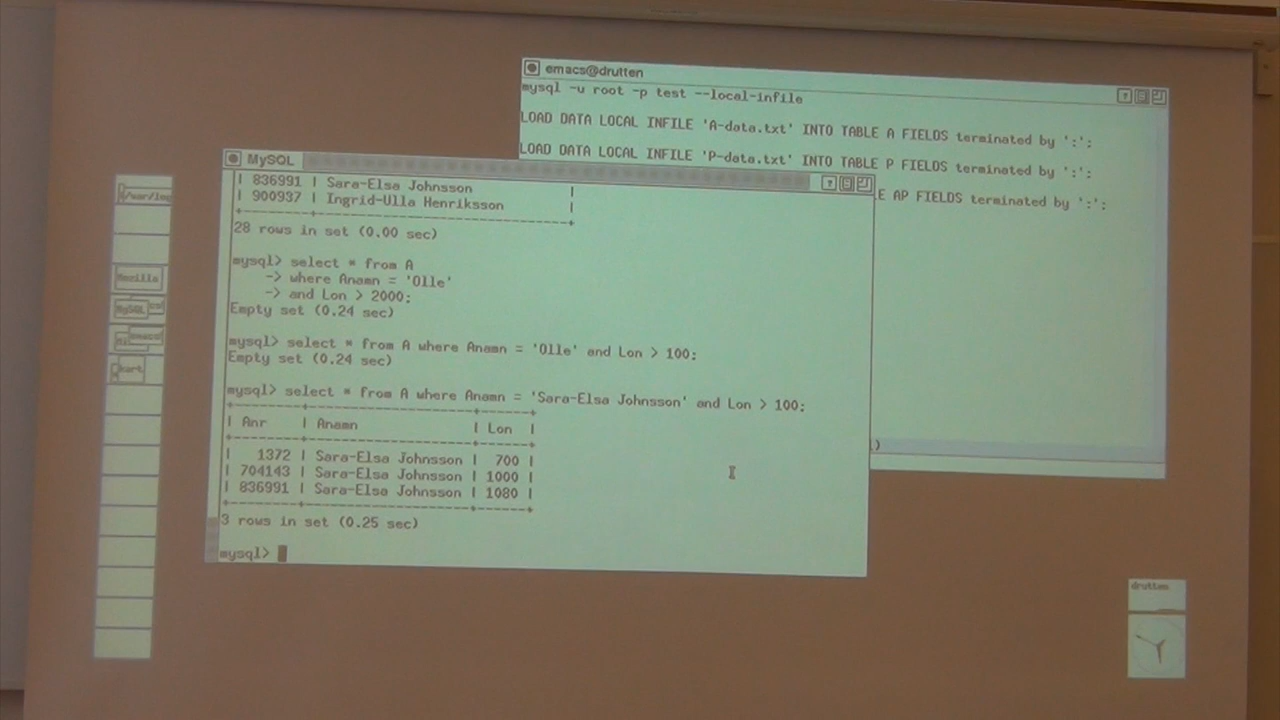 emacs@drutten
mysql -u root -p test --local-infile
LOAD DATA LOCAL INFILE 'A-data.txt' INTO TABLE A FIELDS terminated by ':';
LOAD DATA LOCAL INFILE 'P-data.txt' INTO TABLE P FIELDS terminated by ':';
LE AP FIELDS terminated by ':';
MySQL
| 836991 | Sara-Elsa Johnsson |
| 900937 | Ingrid-Ulla Henriksson |
+--------+------------------------------+
28 rows in set (0.00 sec)
mysql> select * from A
-> where Anamn = 'Olle'
-> and Lon > 2000;
Empty set (0.24 sec)
mysql> select * from A where Anamn = 'Olle' and Lon > 100;
Empty set (0.24 sec)
mysql> select * from A where Anamn = 'Sara-Elsa Johnsson' and Lon > 100;
+--------+--------------------+------+
| Anr | Anamn | Lon |
+--------+--------------------+------+
| 1372 | Sara-Elsa Johnsson | 700 |
| 704143 | Sara-Elsa Johnsson | 1000 |
| 836991 | Sara-Elsa Johnsson | 1080 |
+--------+--------------------+------+
3 rows in set (0.25 sec)
mysql>
Mozilla
MySQL
drutten